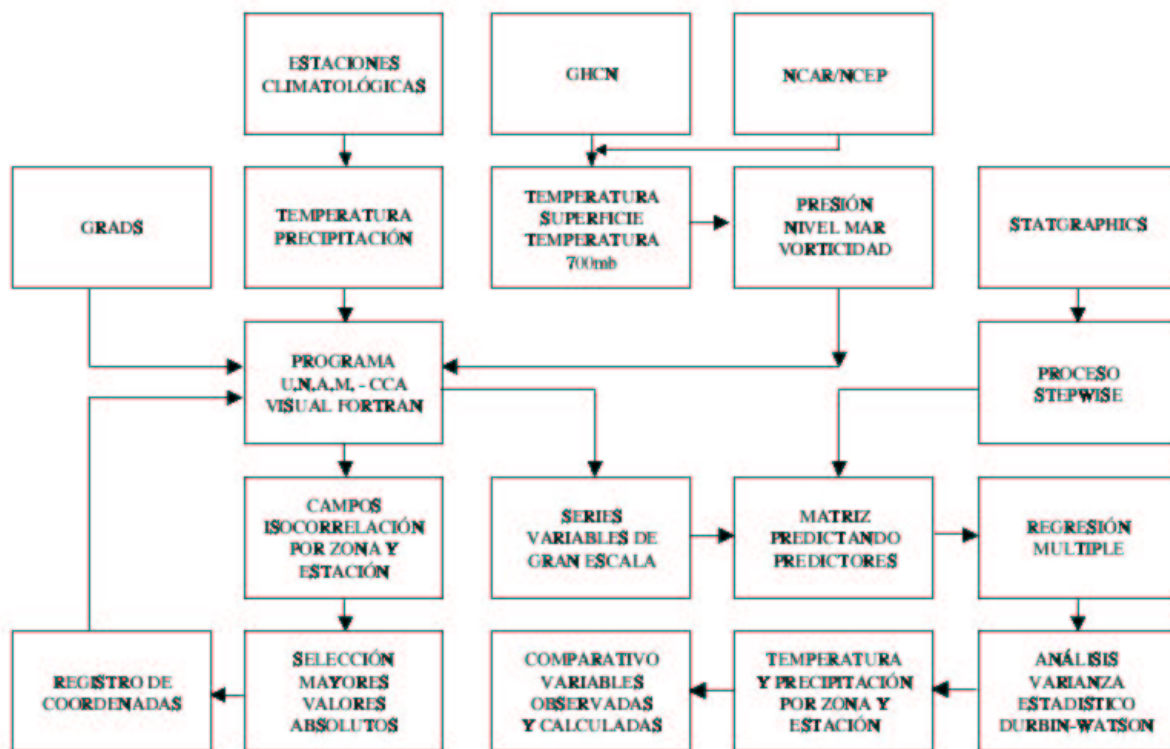 ESTACIONES
CLIMATOLÓGICAS
GHCN
NCAR/NCEP
GRADS
TEMPERATURA
PRECIPITACIÓN
TEMPERATURA
SUPERFICIE
TEMPERATURA
700mb
PRESIÓN
NIVEL MAR
VORTICIDAD
STATGRAPHICS
PROGRAMA
U,N,A,M, - CCA
VISUAL FORTRAN
PROCESO
STEPWISE
CAMPOS
ISOCORRELACIÓN
POR ZONA Y
ESTACIÓN
SERIES
VARIABLES DE
GRAN ESCALA
MATRIZ
PREDICTANDO
PREDICTORES
REGRESIÓN
MULTIPLE
REGISTRO DE
COORDENADAS
SELECCIÓN
MAYORES
VALORES
ABSOLUTOS
COMPARATIVO
VARIABLES
OBSERVADAS
Y CALCULADAS
TEMPERATURA
Y PRECIPITACIÓN
POR ZONA Y
ESTACIÓN
ANÁLISIS
VARIANZA
ESTADISTICO
DURBIN-WATSON